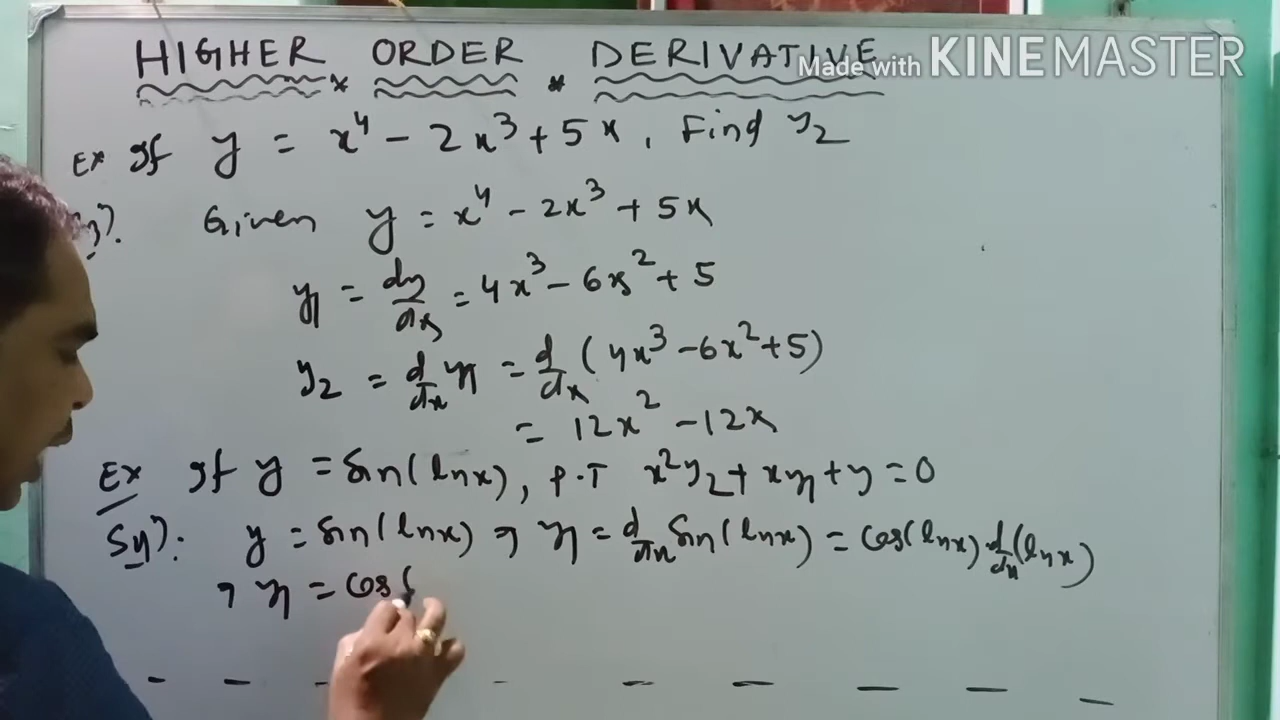 HIGHER ORDER DERIVATIVE
Made with KINEMASTER
Ex If y = x⁴ - 2x³ + 5x, Find y₂
Given y = x⁴ - 2x³ + 5x
y₁ = dy/dx = 4x³ - 6x² + 5
y₂ = d/dx y₁ = d/dx (4x³ - 6x² + 5)
= 12x² - 12x
Ex If y = Sin(lnx), P.T x²y₂ + xy₁ + y = 0
Solⁿ: y = Sin(lnx) ⇒ y₁ = d/dx Sin(lnx) = Cos(lnx) d/dx (lnx)
⇒ y₁ = Cos(